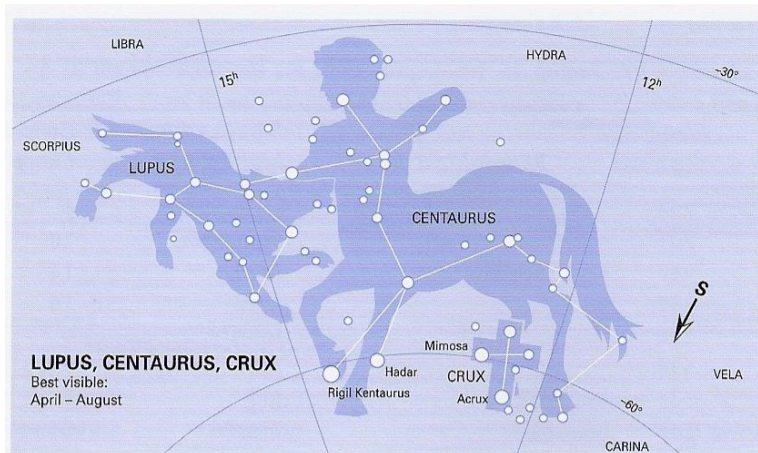 LIBRA
HYDRA
–30°
15h
12h
SCORPIUS
LUPUS
CENTAURUS
S
Mimosa
LUPUS, CENTAURUS, CRUX
Best visible:
April – August
Hadar
CRUX
VELA
Rigil Kentaurus
Acrux
–60°
CARINA